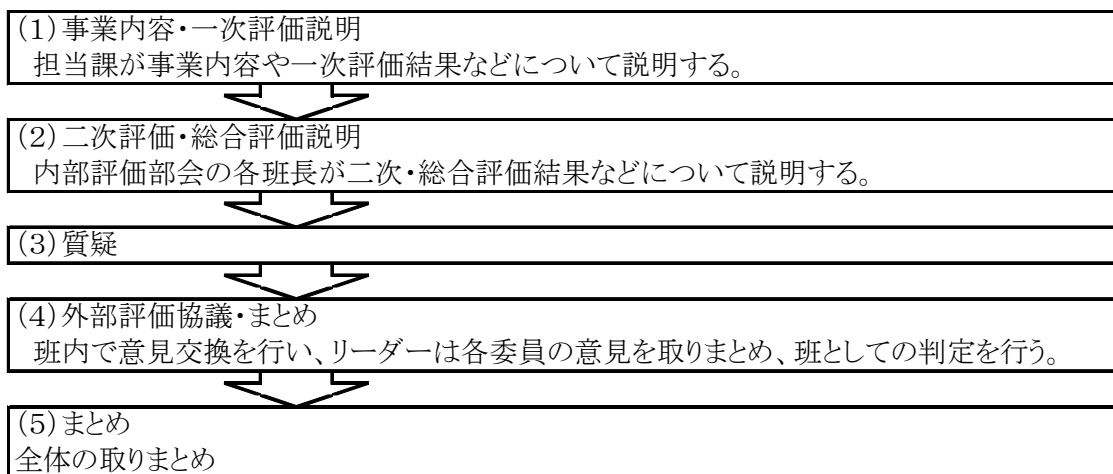 (1)事業内容・一次評価説明
担当課が事業内容や一次評価結果などについて説明する。
(2)二次評価・総合評価説明
内部評価部会の各班長が二次・総合評価結果などについて説明する。
(3)質疑
(4)外部評価協議・まとめ
班内で意見交換を行い、リーダーは各委員の意見を取りまとめ、班としての判定を行う。
(5)まとめ
全体の取りまとめ